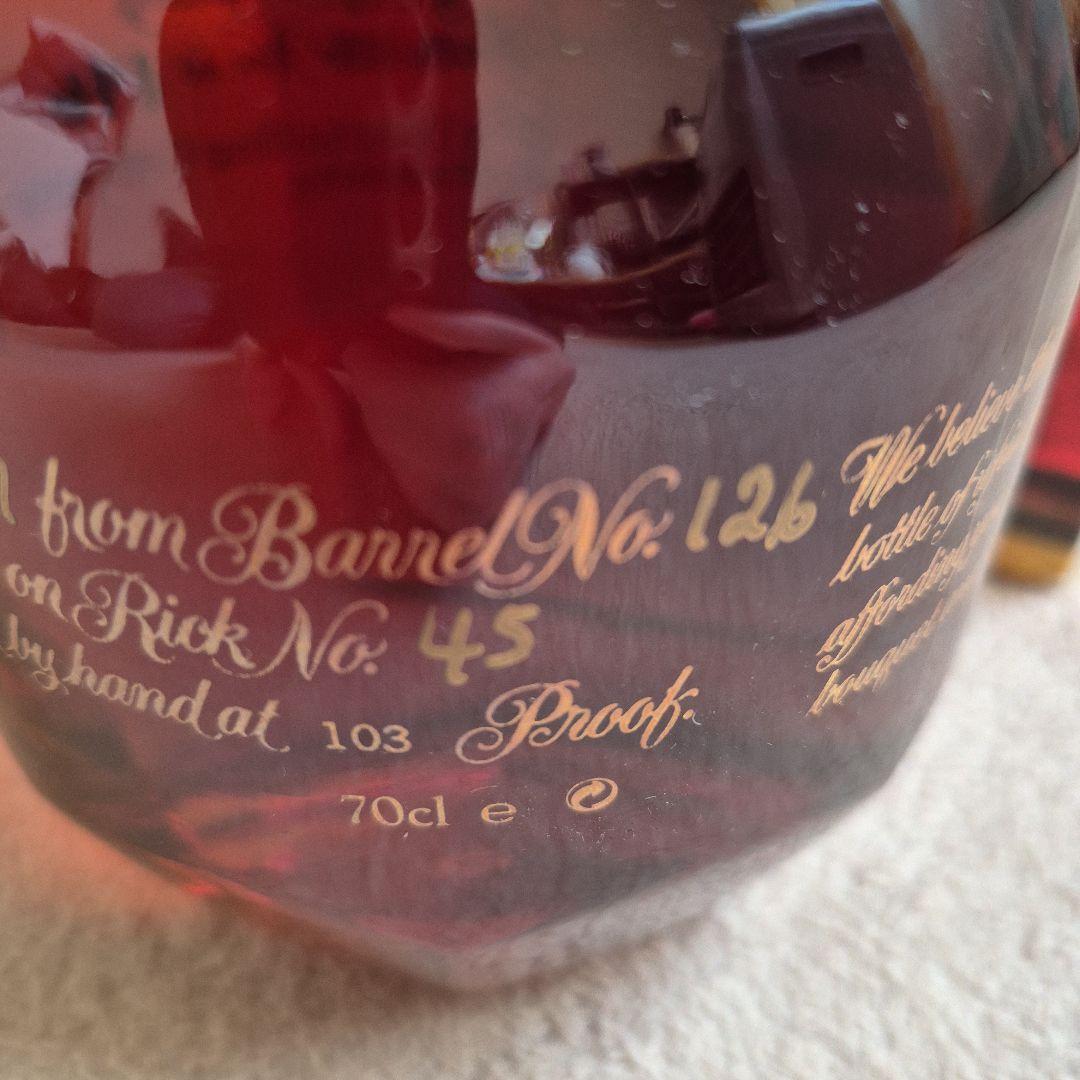 from Barrel No. 126
on Rick No. 45
by hand at 103 Proof.
70cl e
We believe
bottle of
affording
bouquet